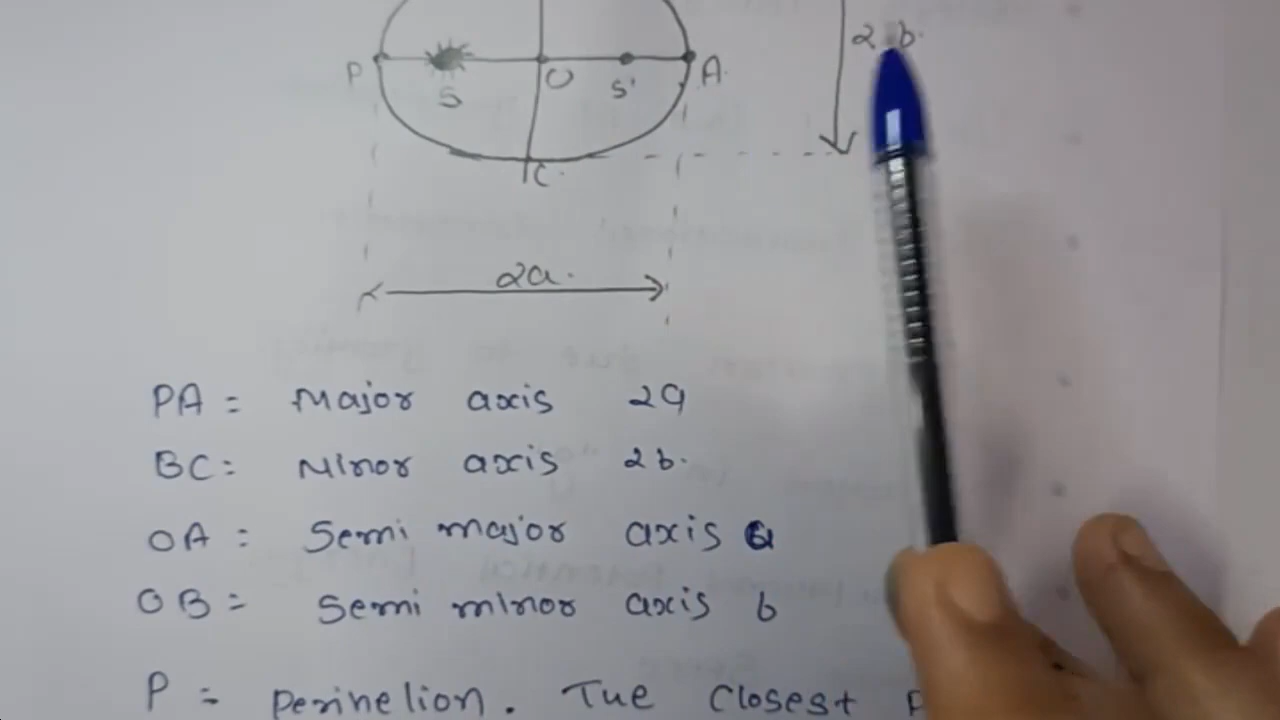 2b.
P S O S' A.
C.
2a.
PA = Major axis 2a
BC = Minor axis 2b.
OA = Semi major axis a
OB = Semi minor axis b
P = Perihelion. The Closest P